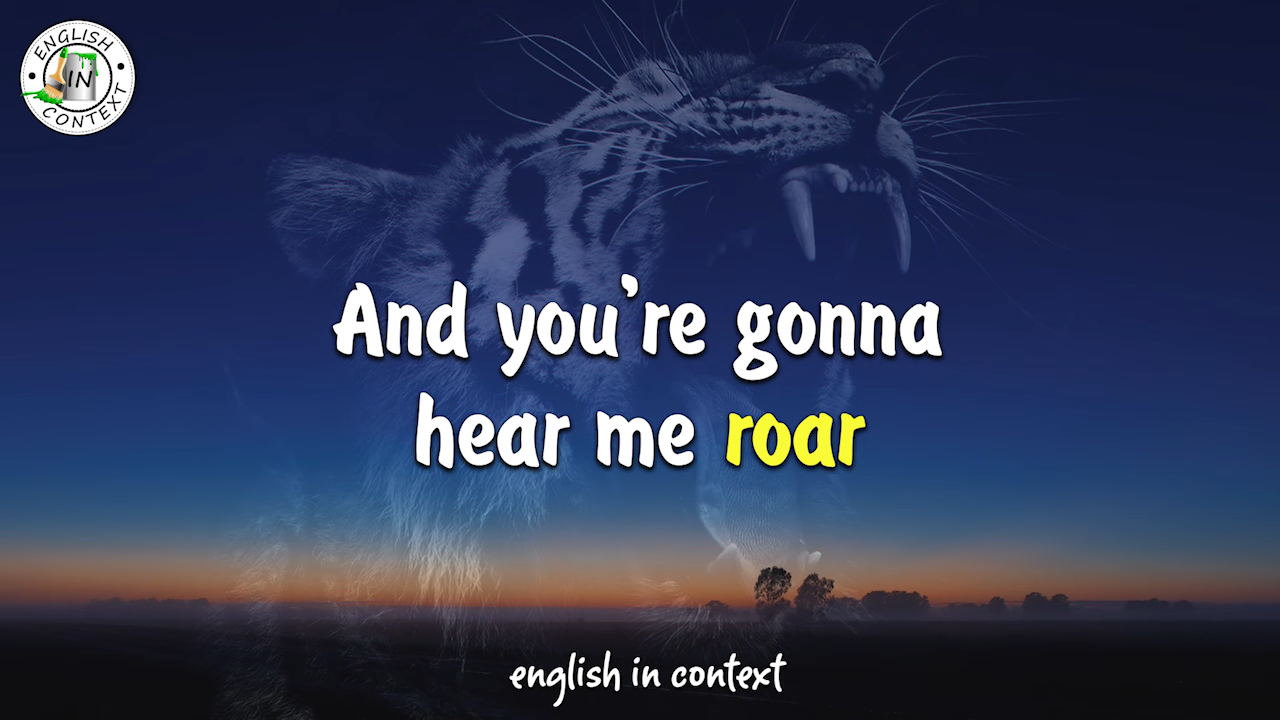 ENGLISH
IN
CONTEXT
And you're gonna
hear me roar
english in context